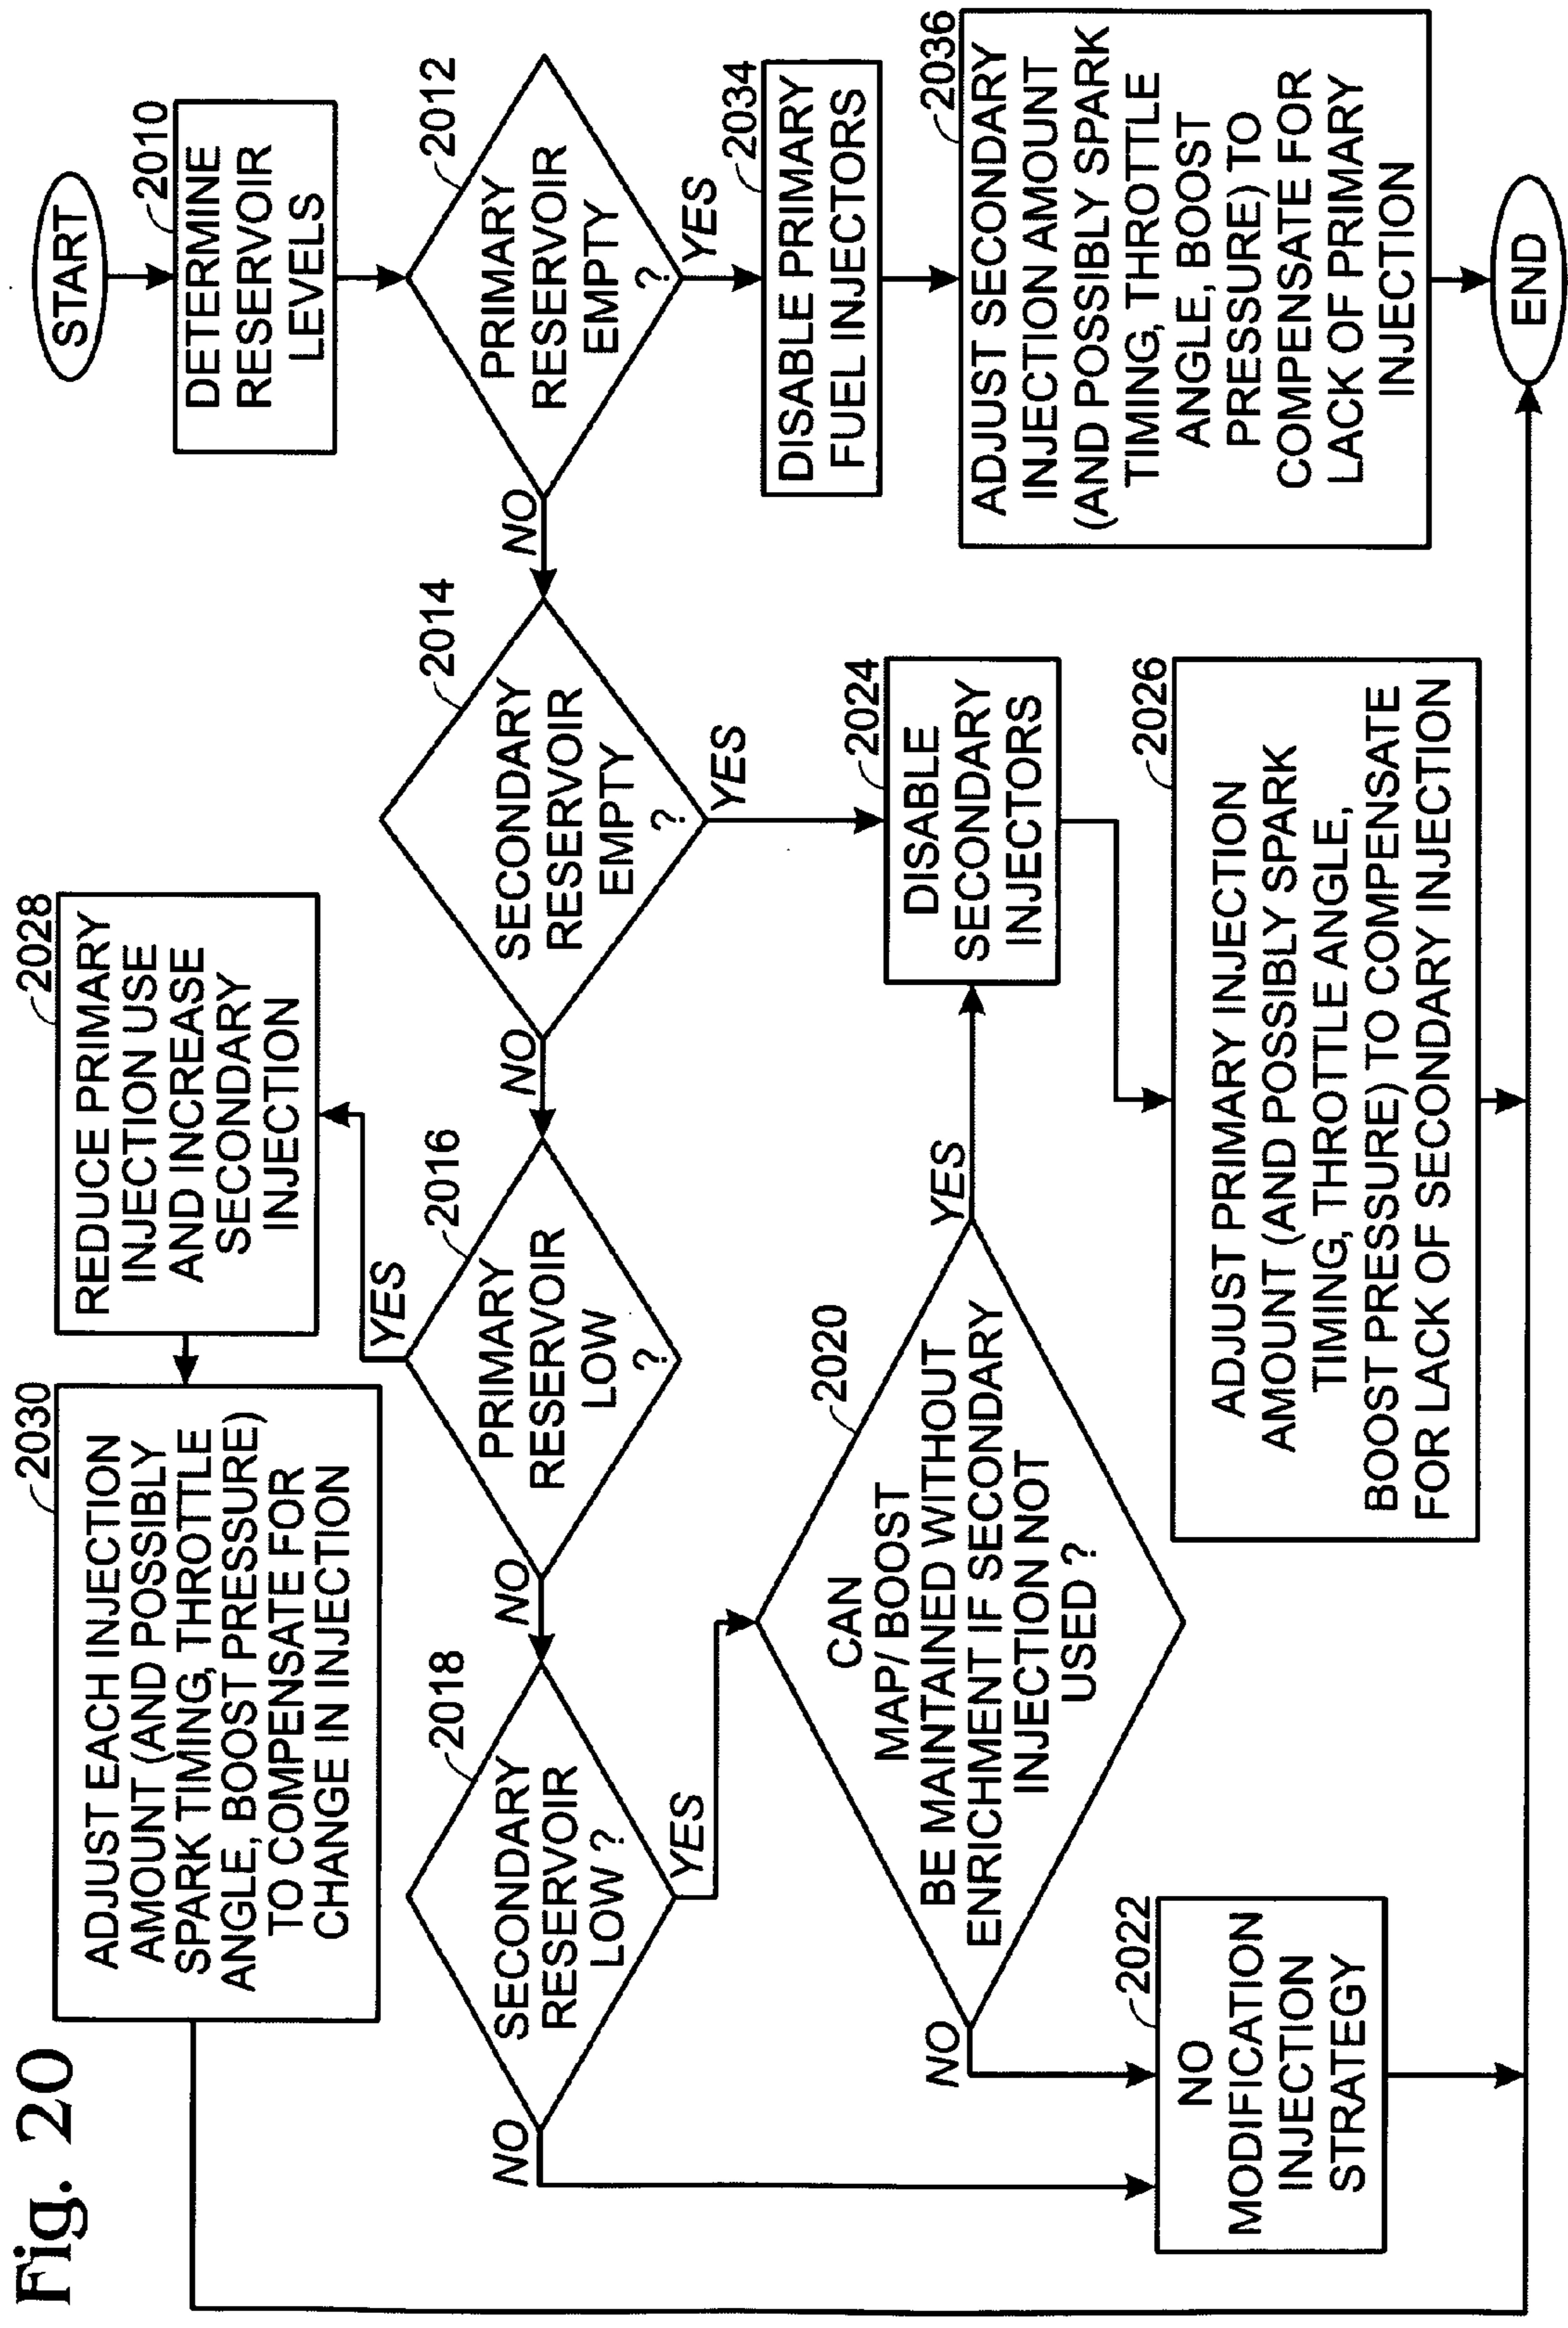 Fig. 20
START
2010
DETERMINE
RESERVOIR
LEVELS
2012
PRIMARY
RESERVOIR
EMPTY
?
YES
NO
2034
DISABLE PRIMARY
FUEL INJECTORS
2036
ADJUST SECONDARY
INJECTION AMOUNT
(AND POSSIBLY SPARK
TIMING, THROTTLE
ANGLE, BOOST
PRESSURE) TO
COMPENSATE FOR
LACK OF PRIMARY
INJECTION
END
2014
SECONDARY
RESERVOIR
EMPTY
?
YES
NO
2024
DISABLE
SECONDARY
INJECTORS
2026
ADJUST PRIMARY INJECTION
AMOUNT (AND POSSIBLY SPARK
TIMING, THROTTLE ANGLE,
BOOST PRESSURE) TO COMPENSATE
FOR LACK OF SECONDARY INJECTION
2016
PRIMARY
RESERVOIR
LOW
?
YES
NO
2028
REDUCE PRIMARY
INJECTION USE
AND INCREASE
SECONDARY
INJECTION
2030
ADJUST EACH INJECTION
AMOUNT (AND POSSIBLY
SPARK TIMING, THROTTLE
ANGLE, BOOST PRESSURE)
TO COMPENSATE FOR
CHANGE IN INJECTION
2018
SECONDARY
RESERVOIR
LOW ?
YES
NO
2020
CAN
MAP/ BOOST
BE MAINTAINED WITHOUT
ENRICHMENT IF SECONDARY
INJECTION NOT
USED ?
YES
NO
2022
NO
MODIFICATION
INJECTION
STRATEGY